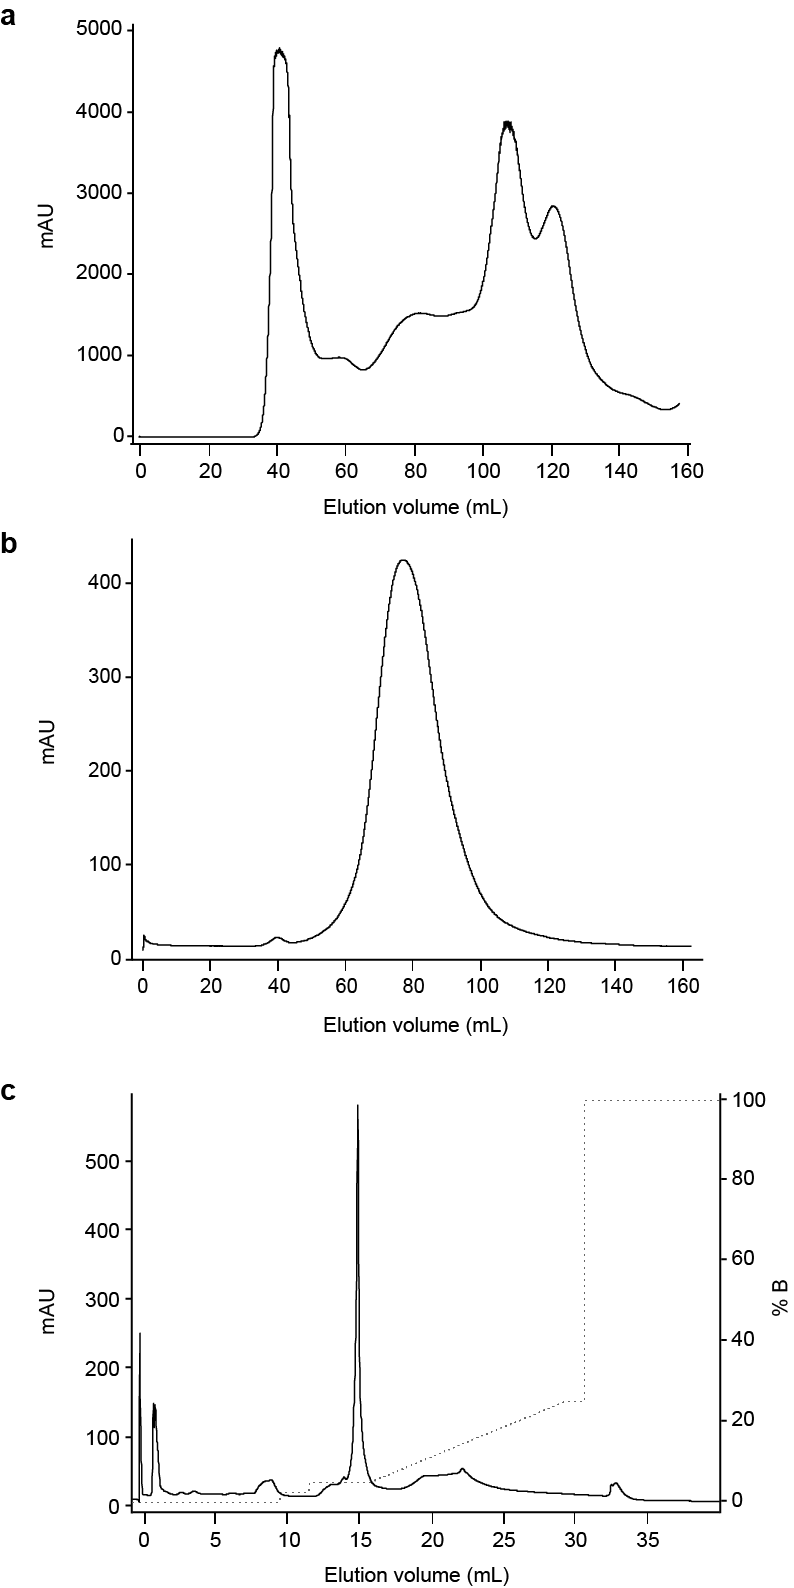 a
5000
4000
3000
2000
1000
0
mAU
0 20 40 60 80 100 120 140 160
Elution volume (mL)
b
400
300
200
100
0
mAU
0 20 40 60 80 100 120 140 160
Elution volume (mL)
c
500
400
300
200
100
0
mAU
100
80
60
40
20
0
% B
0 5 10 15 20 25 30 35
Elution volume (mL)